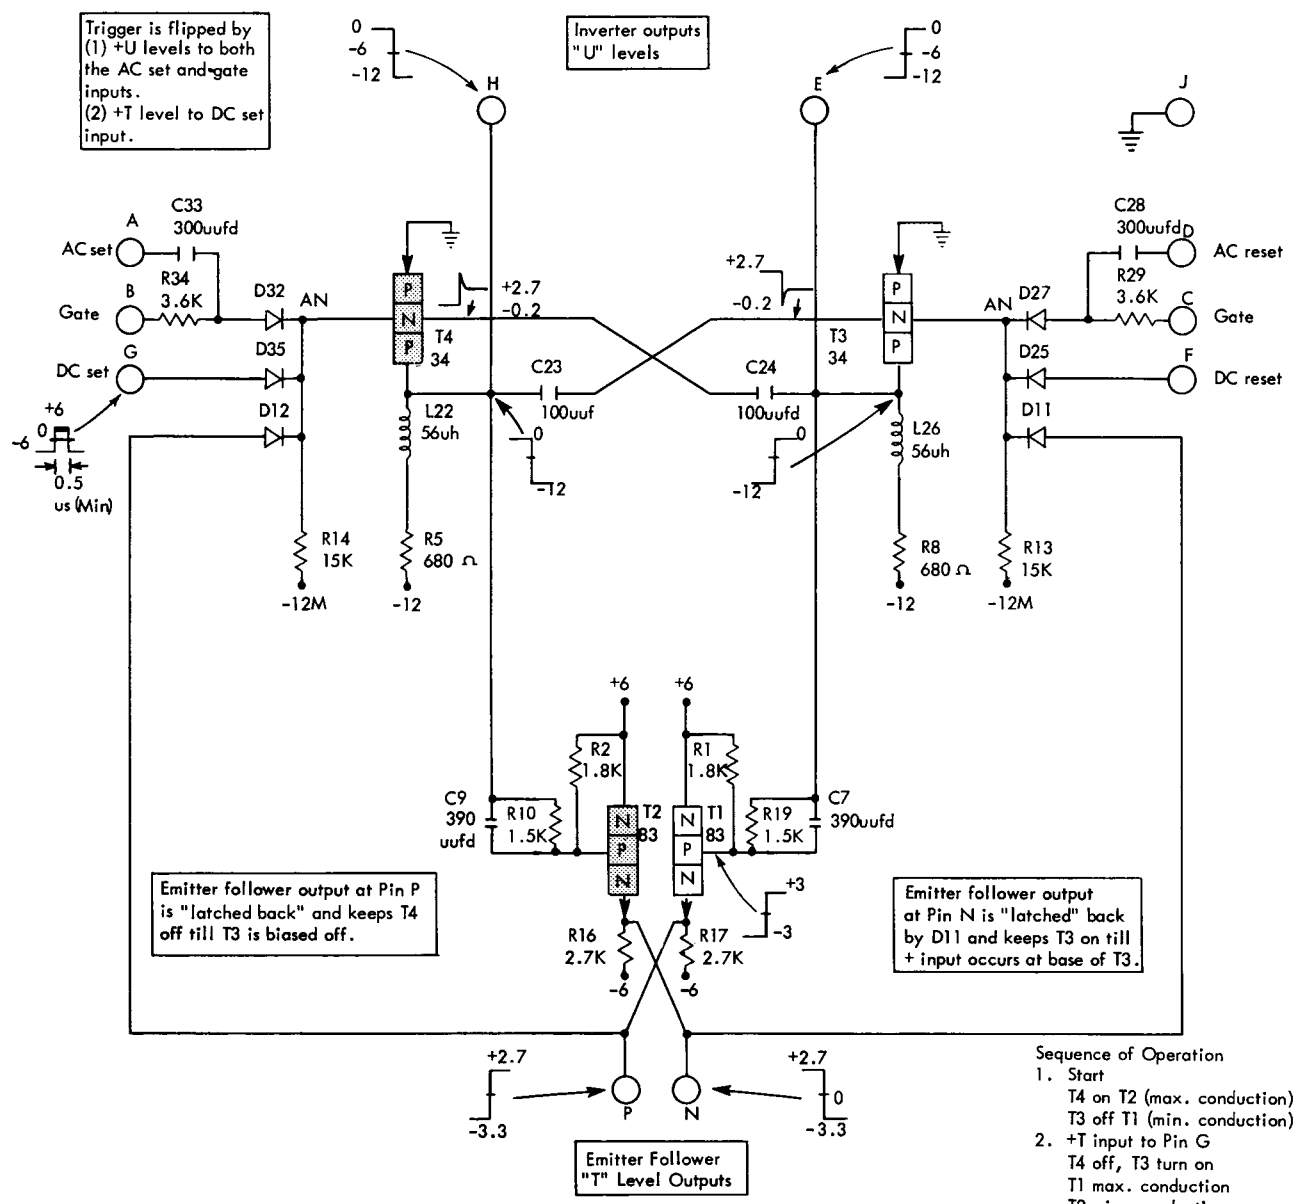 Trigger is flipped by
(1) +U levels to both
the AC set and gate
inputs.
(2) +T level to DC set
input.
0
-6
-12
H
Inverter outputs
"U" levels
0
-6
-12
E
J
A
AC set
C33
300uufd
B
Gate
R34
3.6K
D32
AN
G
DC set
D35
D12
+6
0
-6
0.5
us (Min)
R14
15K
-12M
P
N
P
T4
34
+2.7
-0.2
L22
56uh
R5
680 Ω
-12
C23
100uuf
0
-12
+2.7
-0.2
C24
100uufd
0
-12
T3
34
P
N
P
L26
56uh
R8
680 Ω
-12
AN
D27
D25
D11
R13
15K
-12M
C28
300uufd
D
AC reset
R29
3.6K
C
Gate
F
DC reset
+6
+6
R2
1.8K
R1
1.8K
C9
390
uufd
R10
1.5K
N
P
N
T2
83
N
P
N
T1
83
R19
1.5K
C7
390uufd
+3
-3
R16
2.7K
-6
R17
2.7K
-6
Emitter follower output at Pin P
is "latched back" and keeps T4
off till T3 is biased off.
Emitter follower output
at Pin N is "latched" back
by D11 and keeps T3 on till
+ input occurs at base of T3.
+2.7
-3.3
P
N
+2.7
0
-3.3
Emitter Follower
"T" Level Outputs
Sequence of Operation
1. Start
T4 on T2 (max. conduction)
T3 off T1 (min. conduction)
2. +T input to Pin G
T4 off, T3 turn on
T1 max. conduction